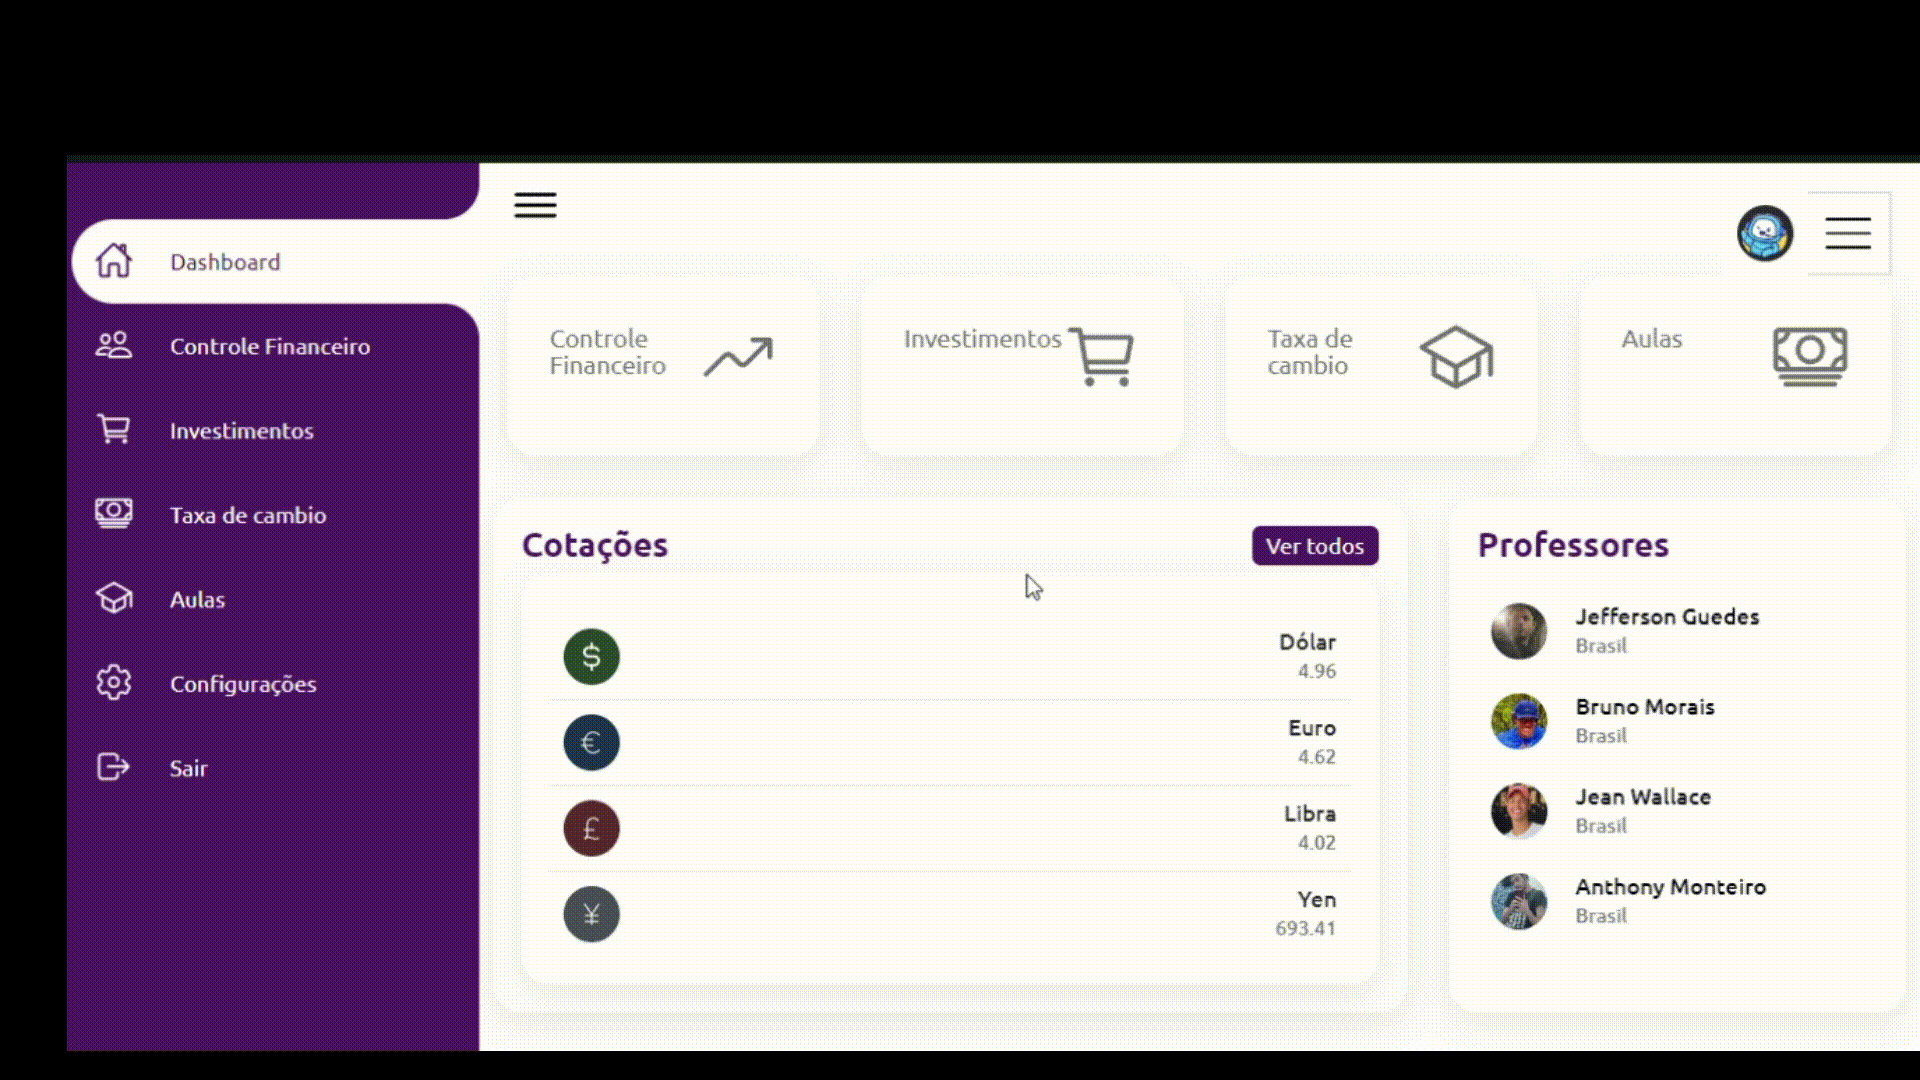 Dashboard
Controle Financeiro
Investimentos
Taxa de cambio
Aulas
Configurações
Sair
Controle
Financeiro
Investimentos
Taxa de
cambio
Aulas
Cotações
Ver todos
$
Dólar
4.96
€
Euro
4.62
£
Libra
4.02
¥
Yen
693.41
Professores
Jefferson Guedes
Brasil
Bruno Morais
Brasil
Jean Wallace
Brasil
Anthony Monteiro
Brasil